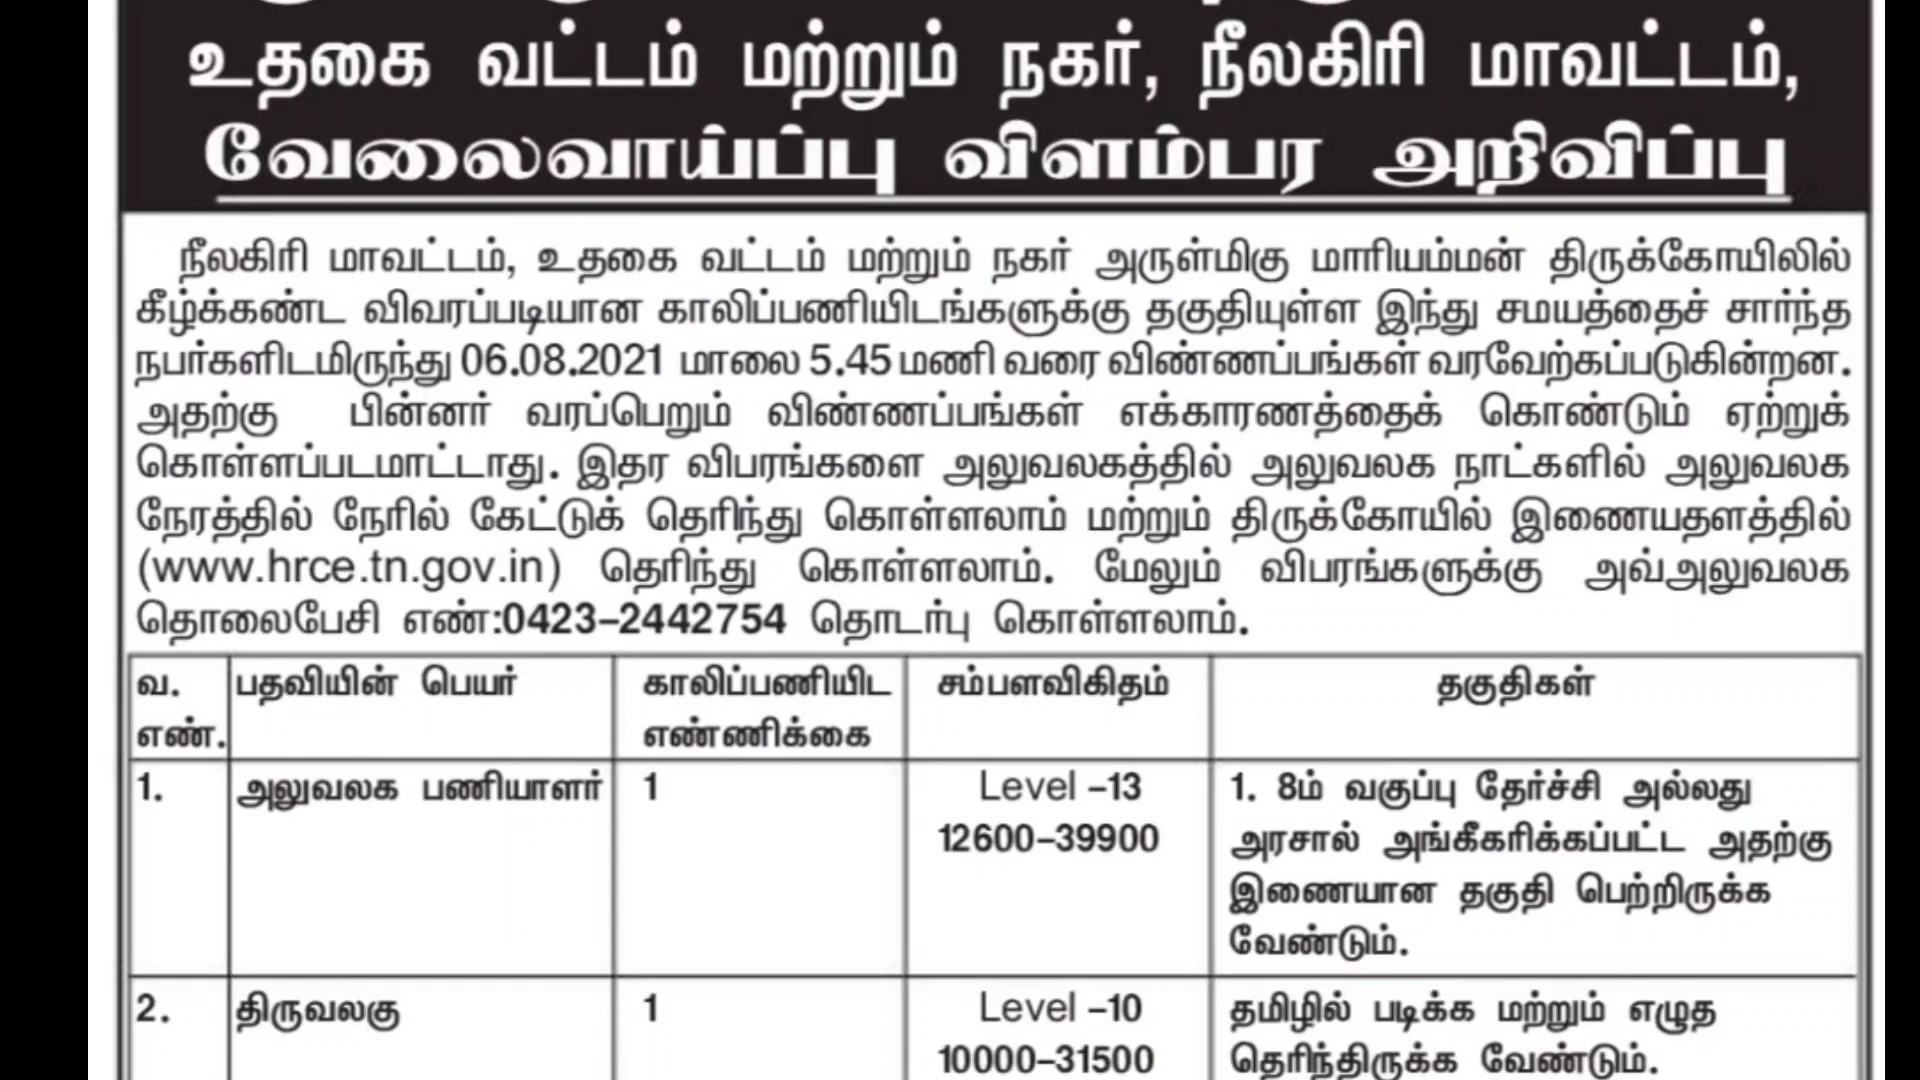 உதகை வட்டம் மற்றும் நகர், நீலகிரி மாவட்டம்,
வேலைவாய்ப்பு விளம்பர அறிவிப்பு
நீலகிரி மாவட்டம், உதகை வட்டம் மற்றும் நகர் அருள்மிகு மாரியம்மன் திருக்கோயிலில்
கீழ்க்கண்ட விவரப்படியான காலிப்பணியிடங்களுக்கு தகுதியுள்ள இந்து சமயத்தைச் சார்ந்த
நபர்களிடமிருந்து 06.08.2021 மாலை 5.45 மணி வரை விண்ணப்பங்கள் வரவேற்கப்படுகின்றன.
அதற்கு பின்னர் வரப்பெறும் விண்ணப்பங்கள் எக்காரணத்தைக் கொண்டும் ஏற்றுக்
கொள்ளப்படமாட்டாது. இதர விபரங்களை அலுவலகத்தில் அலுவலக நாட்களில் அலுவலக
நேரத்தில் நேரில் கேட்டுக் தெரிந்து கொள்ளலாம் மற்றும் திருக்கோயில் இணையதளத்தில்
(www.hrce.tn.gov.in) தெரிந்து கொள்ளலாம். மேலும் விபரங்களுக்கு அவ்அலுவலக
தொலைபேசி எண்:0423-2442754 தொடர்பு கொள்ளலாம்.
வ. பதவியின் பெயர் காலிப்பணியிட சம்பளவிகிதம் தகுதிகள்
எண். எண்ணிக்கை
1. அலுவலக பணியாளர் 1 Level -13 1. 8ம் வகுப்பு தேர்ச்சி அல்லது
12600-39900 அரசால் அங்கீகரிக்கப்பட்ட அதற்கு
இணையான தகுதி பெற்றிருக்க
வேண்டும்.
2. திருவலகு 1 Level -10 தமிழில் படிக்க மற்றும் எழுத
10000-31500 தெரிந்திருக்க வேண்டும்.